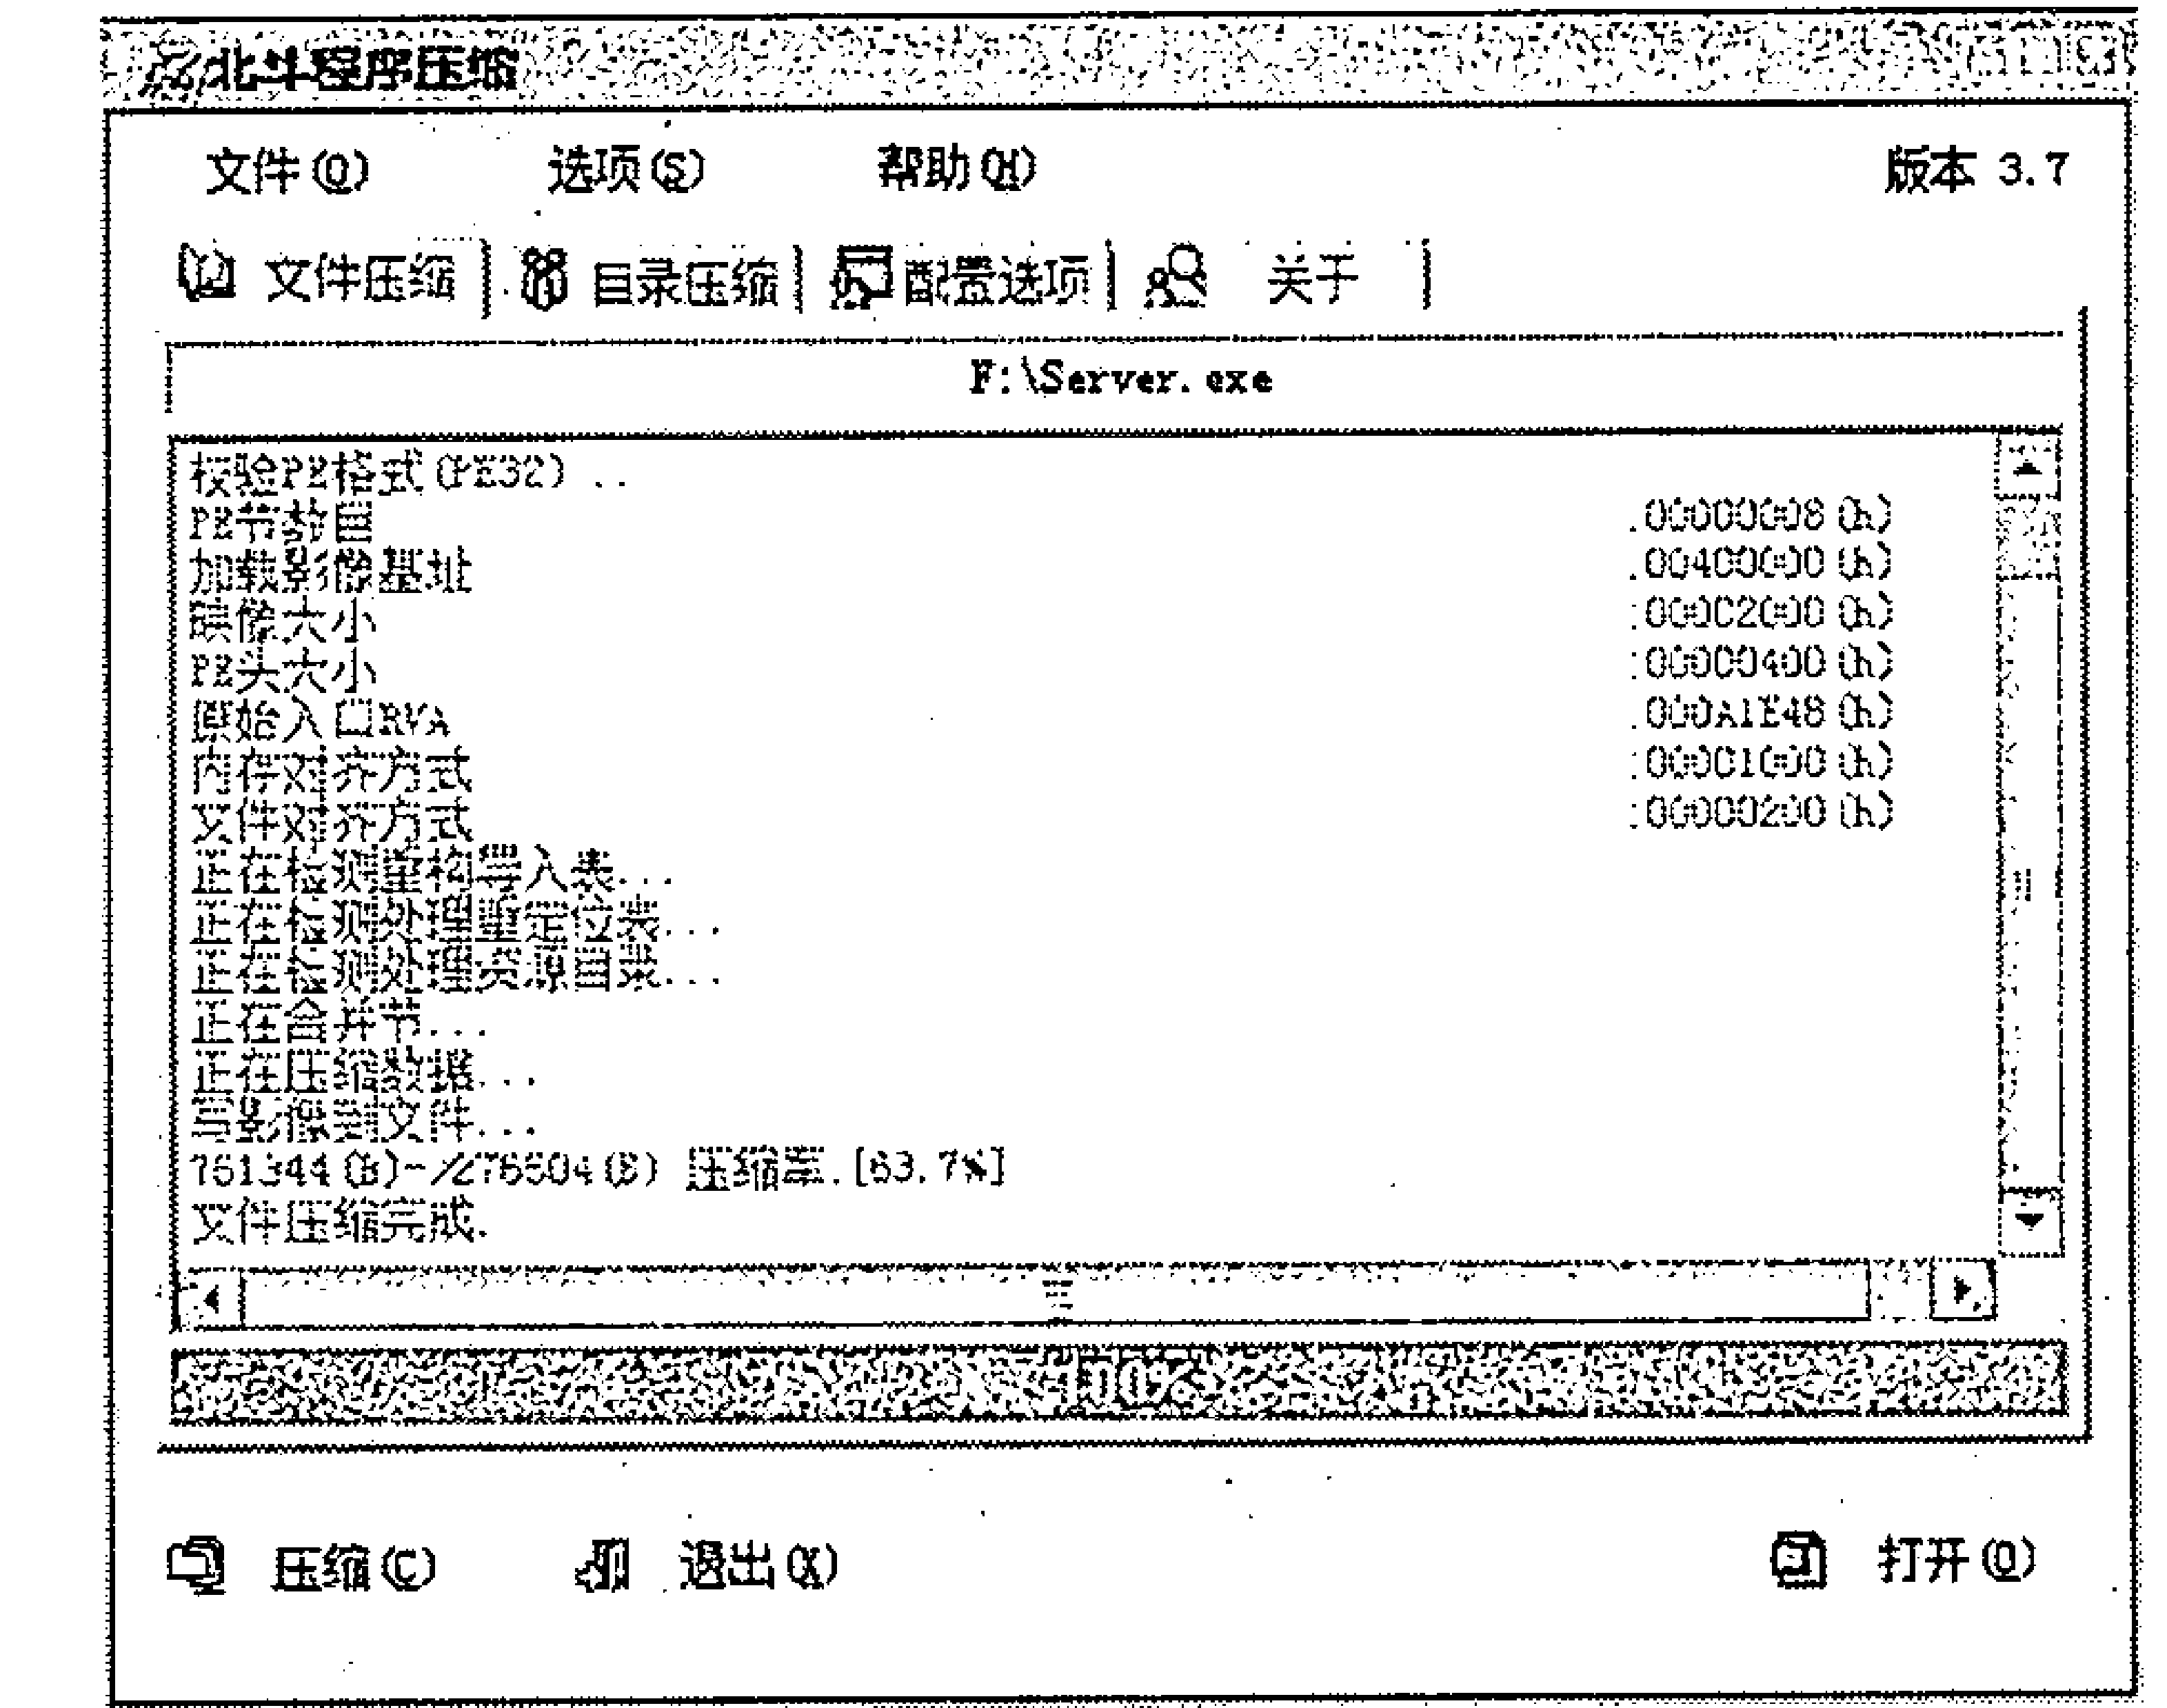 北斗程序压缩
文件(O) 选项(S) 帮助(H) 版本 3.7
文件压缩 目录压缩 配置选项 关于
F:\Server.exe
校验PE格式(PE32)..
PE节数目 :00000008(h)
加载影像基址 :00400000(h)
映像大小 :000C2000(h)
PE头大小 :00000400(h)
原始入口RVA :000A1E48(h)
内存对齐方式 :00001000(h)
文件对齐方式 :00000200(h)
正在检测重构导入表...
正在检测处理重定位表...
正在检测处理资源目录...
正在合并节...
正在压缩数据...
写影像到文件...
761344(B)->276504(B) 压缩率:[63.7%]
文件压缩完成.
100%
压缩(C) 退出(X) 打开(O)